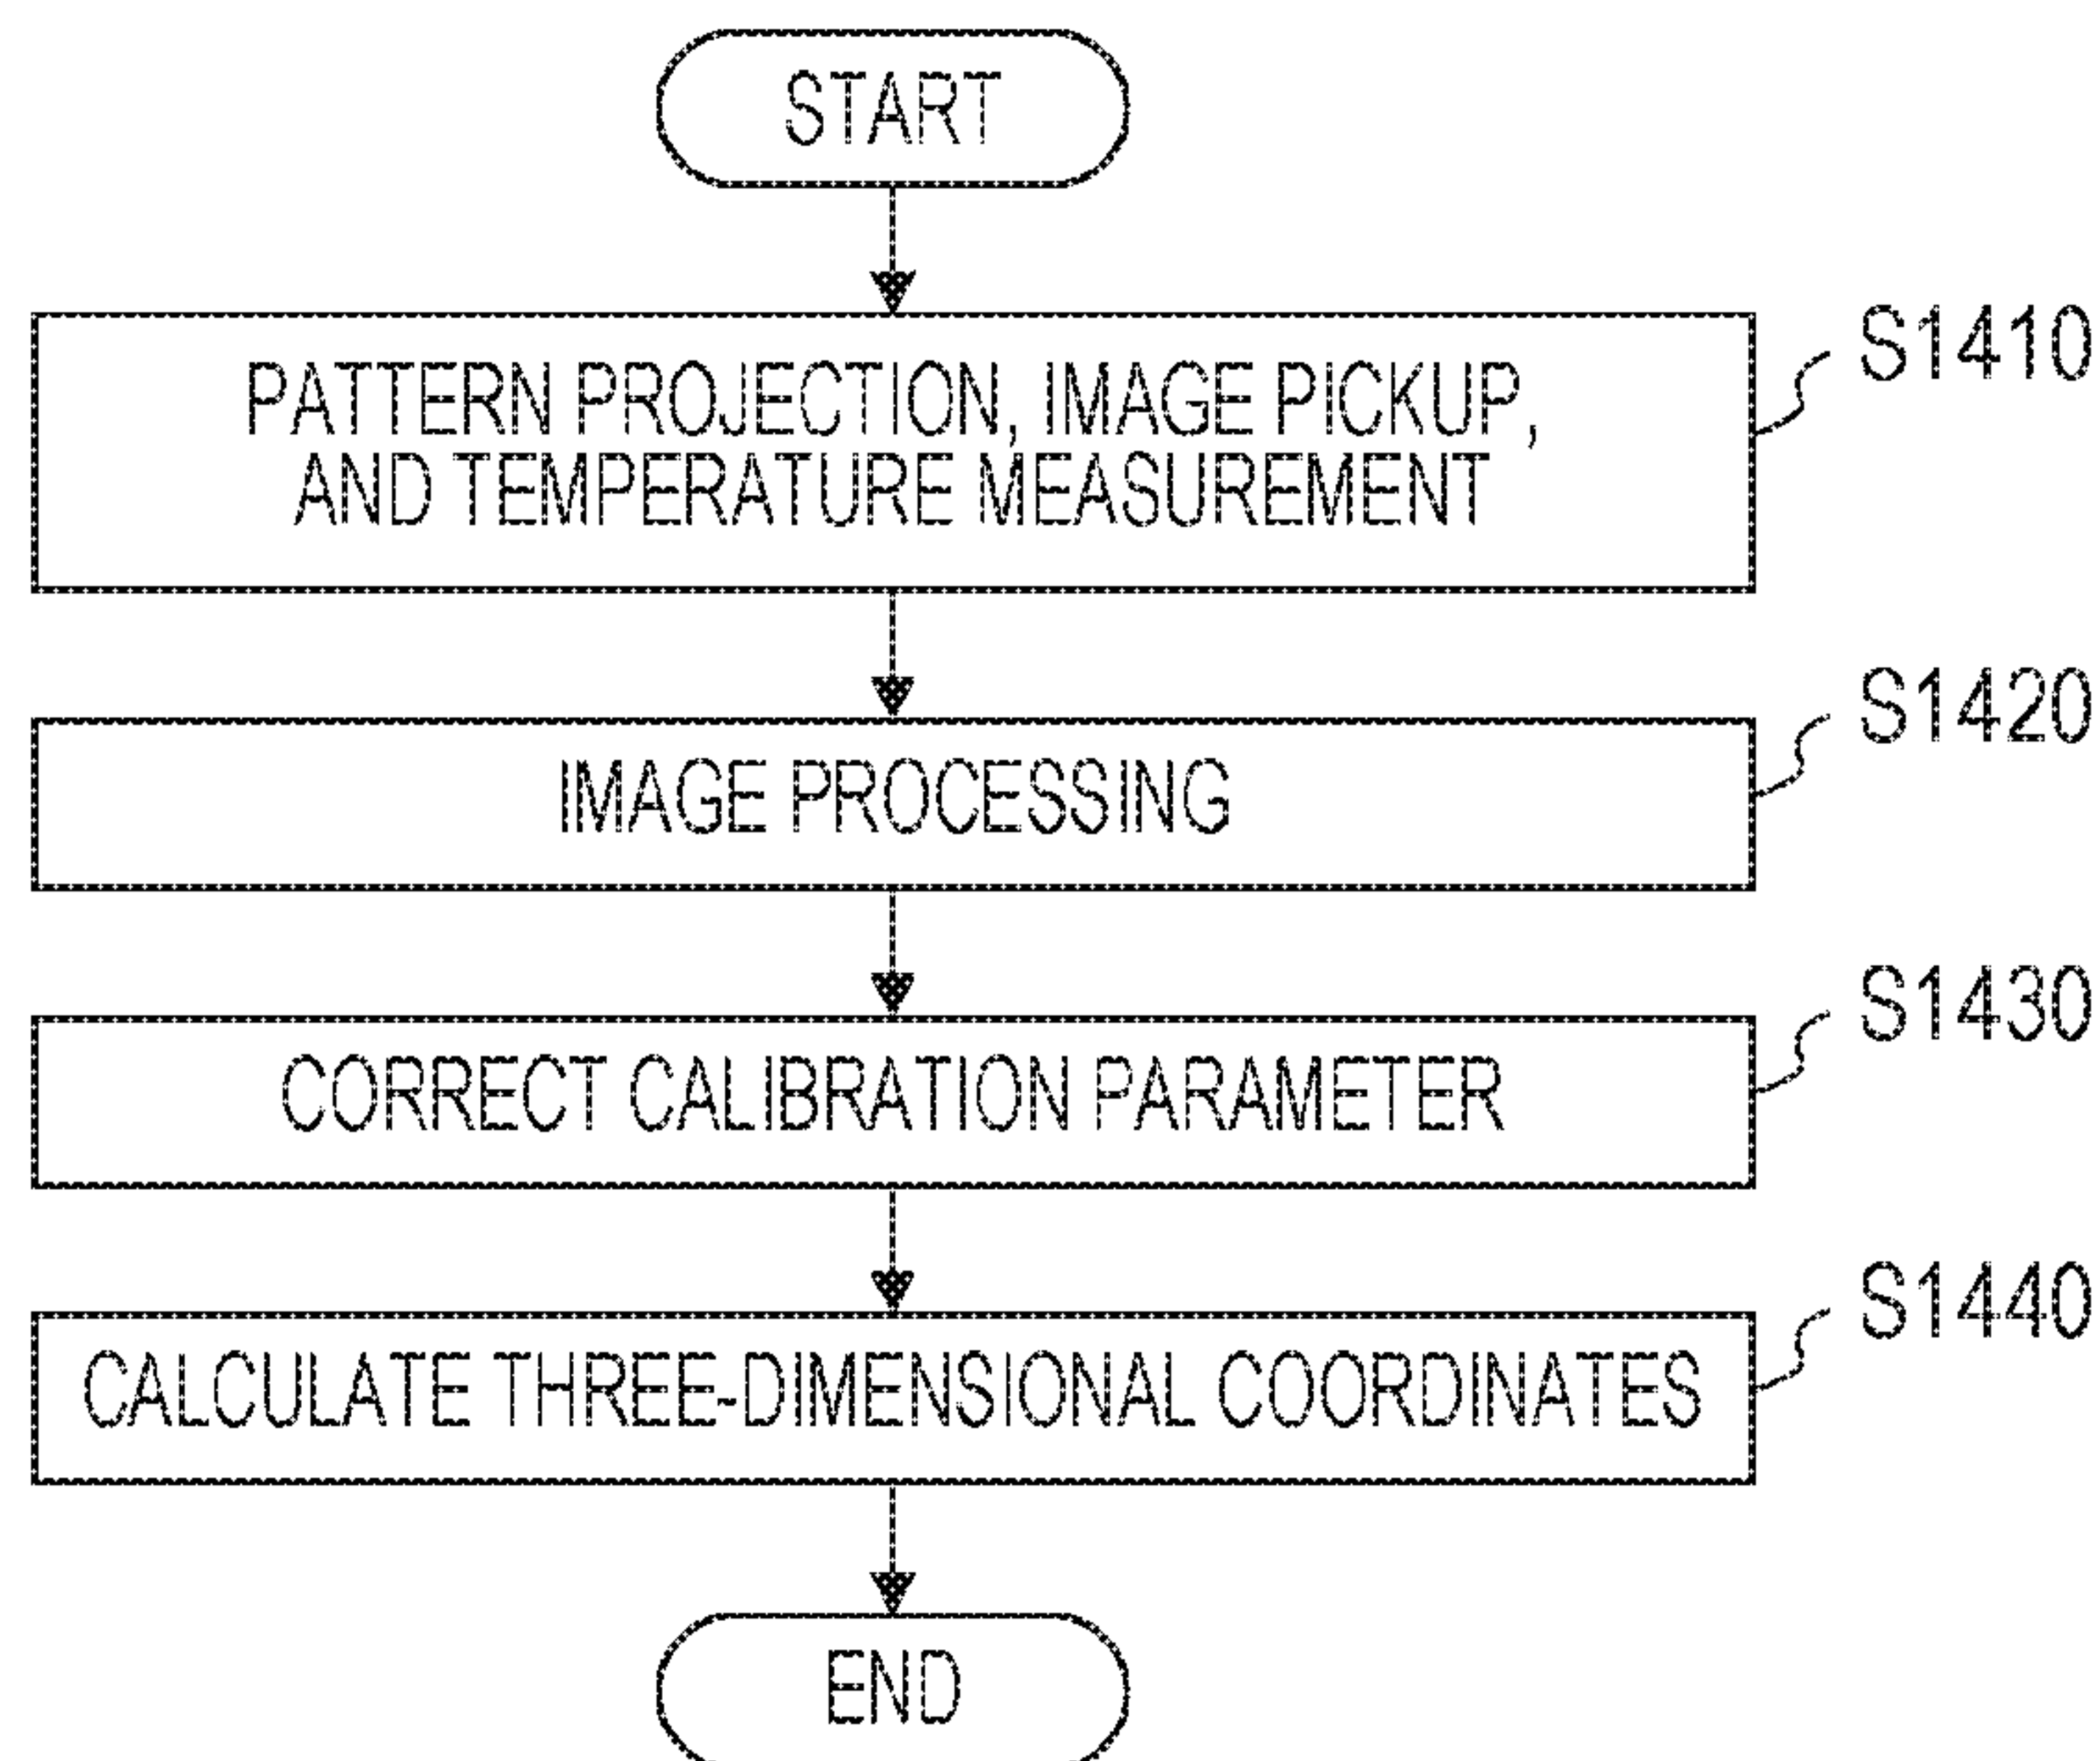 START
S1410
PATTERN PROJECTION, IMAGE PICKUP,
AND TEMPERATURE MEASUREMENT
S1420
IMAGE PROCESSING
S1430
CORRECT CALIBRATION PARAMETER
S1440
CALCULATE THREE-DIMENSIONAL COORDINATES
END